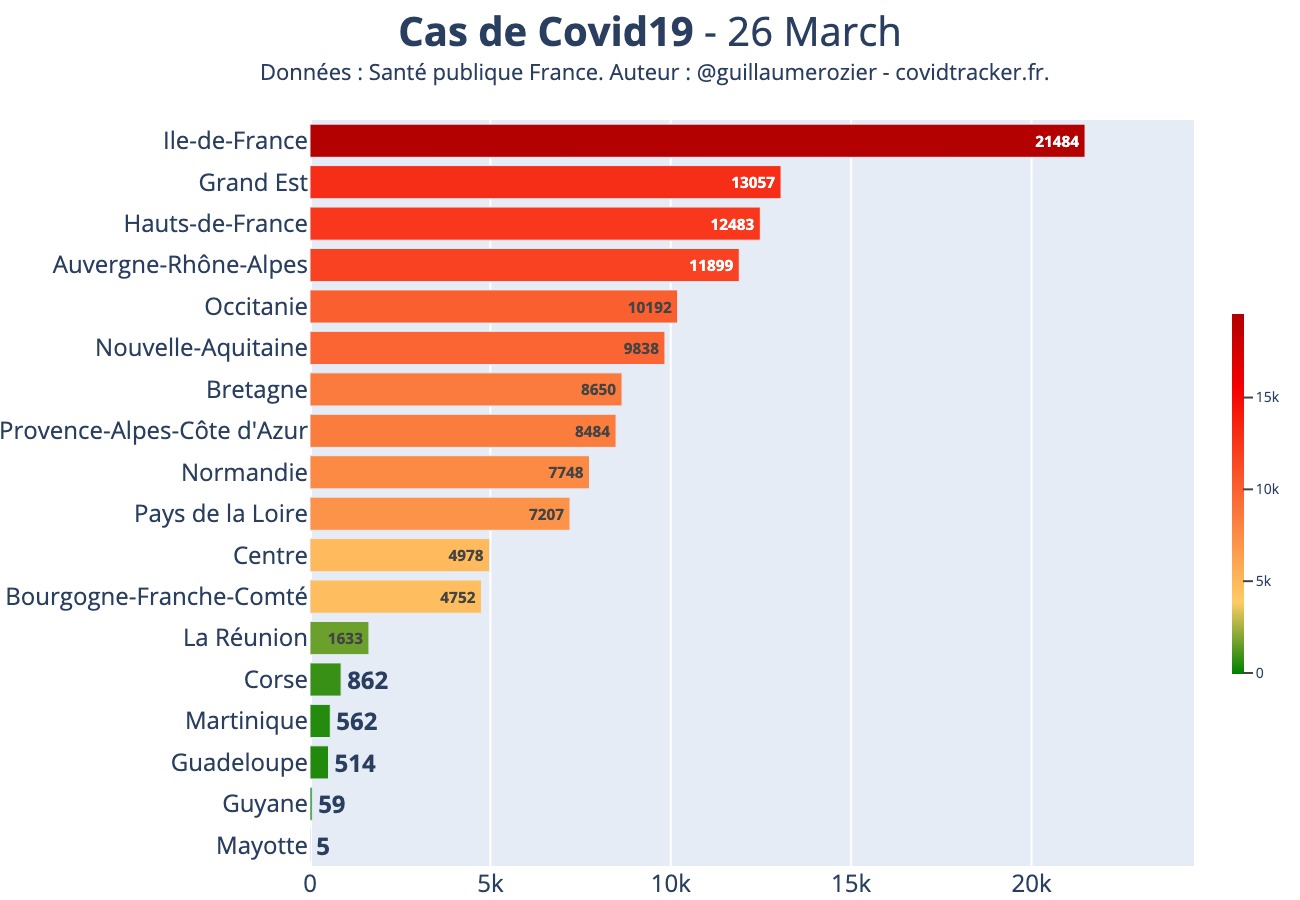 Cas de Covid19 - 26 March
Données : Santé publique France. Auteur : @guillaumerozier - covidtracker.fr.
Ile-de-France 21484
Grand Est 13057
Hauts-de-France 12483
Auvergne-Rhône-Alpes 11899
Occitanie 10192
Nouvelle-Aquitaine 9838
Bretagne 8650
Provence-Alpes-Côte d'Azur 8484
Normandie 7748
Pays de la Loire 7207
Centre 4978
Bourgogne-Franche-Comté 4752
La Réunion 1633
Corse 862
Martinique 562
Guadeloupe 514
Guyane 59
Mayotte 5
0 5k 10k 15k 20k
15k
10k
5k
0